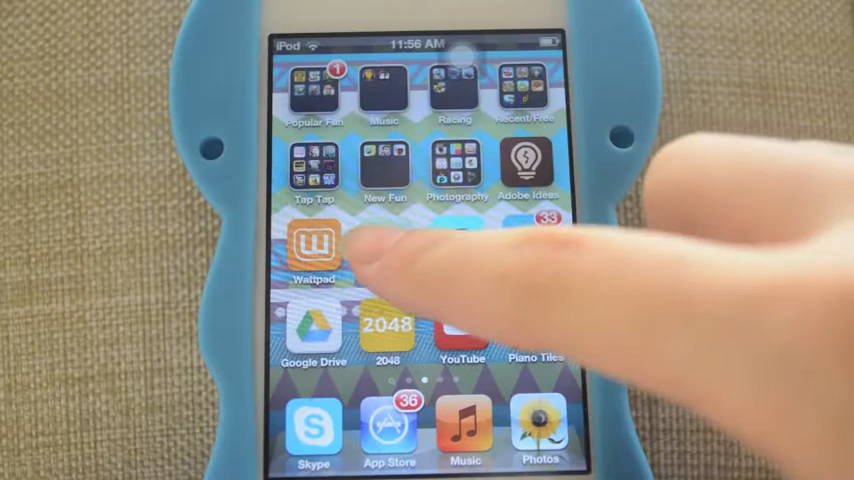 iPod 11:56 AM
1
Popular Fun Music Racing Recent/Free
Tap Tap New Fun Photography Adobe Ideas
33
W
Wattpad
2048
Google Drive 2048 YouTube Piano Tiles
36
S
Skype App Store Music Photos